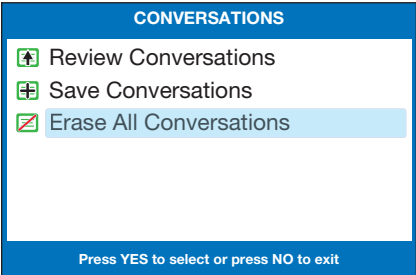 CONVERSATIONS
Review Conversations
Save Conversations
Erase All Conversations
Press YES to select or press NO to exit